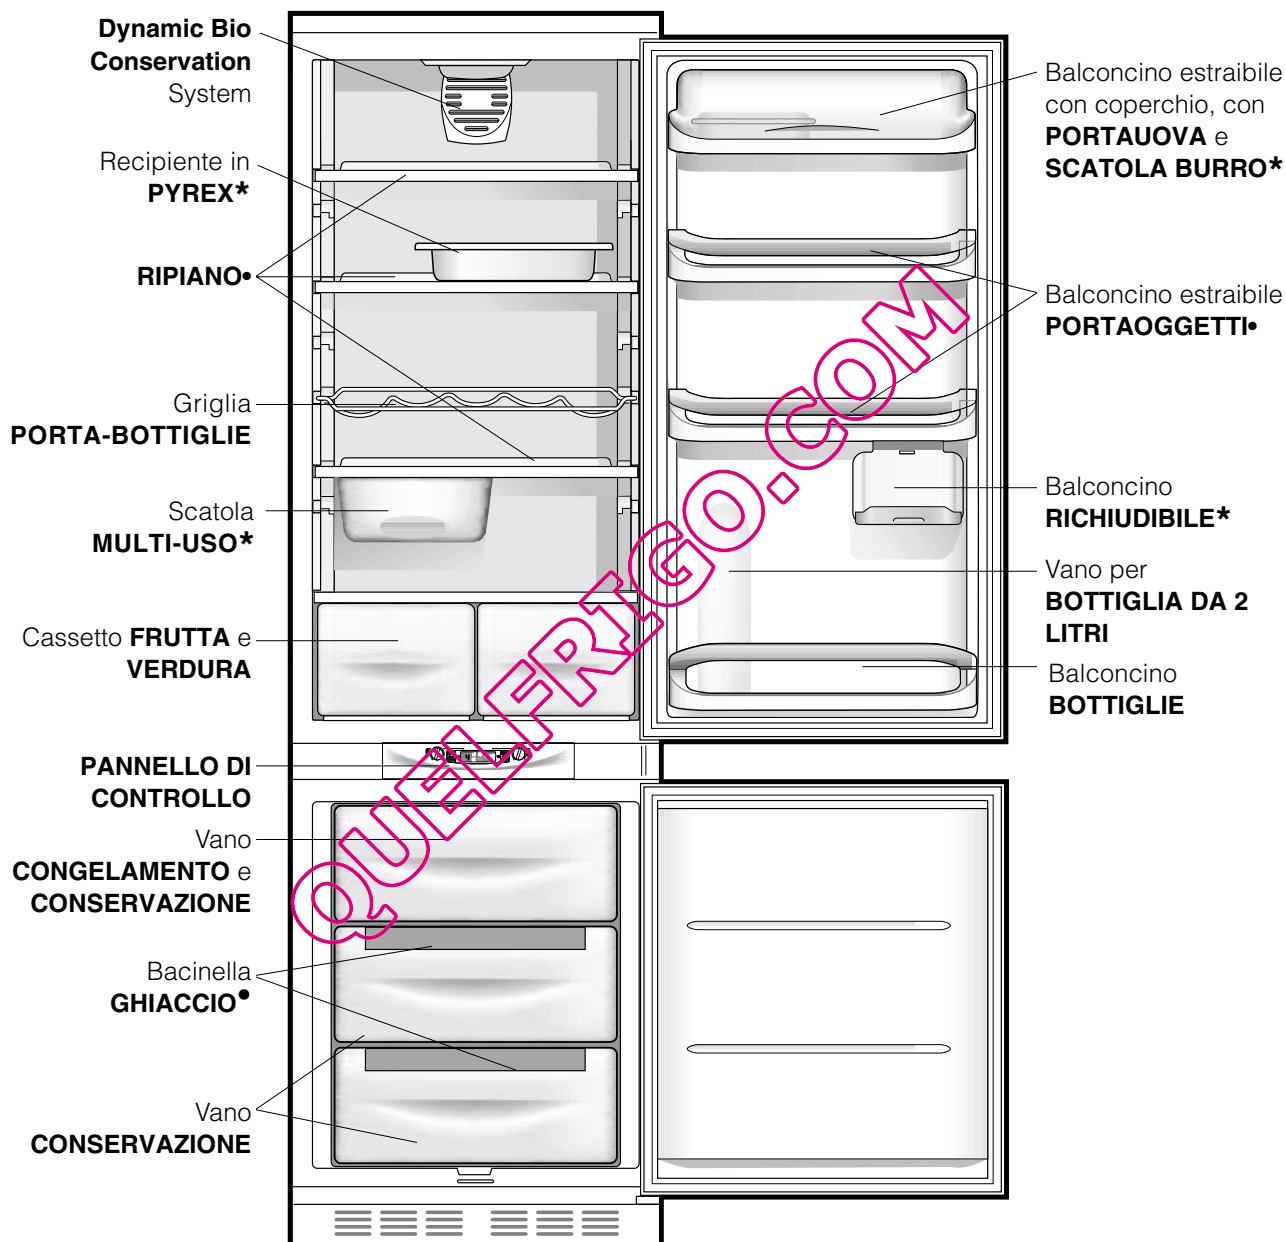 Dynamic Bio
Conservation
System
Recipiente in
PYREX*
RIPIANO•
Griglia
PORTA-BOTTIGLIE
Scatola
MULTI-USO*
Cassetto FRUTTA e
VERDURA
PANNELLO DI
CONTROLLO
Vano
CONGELAMENTO e
CONSERVAZIONE
Bacinella
GHIACCIO•
Vano
CONSERVAZIONE
Balconcino estraibile
con coperchio, con
PORTAUOVA e
SCATOLA BURRO*
Balconcino estraibile
PORTAOGGETTI•
Balconcino
RICHIUDIBILE*
Vano per
BOTTIGLIA DA 2
LITRI
Balconcino
BOTTIGLIE
QUELFRIGO.COM